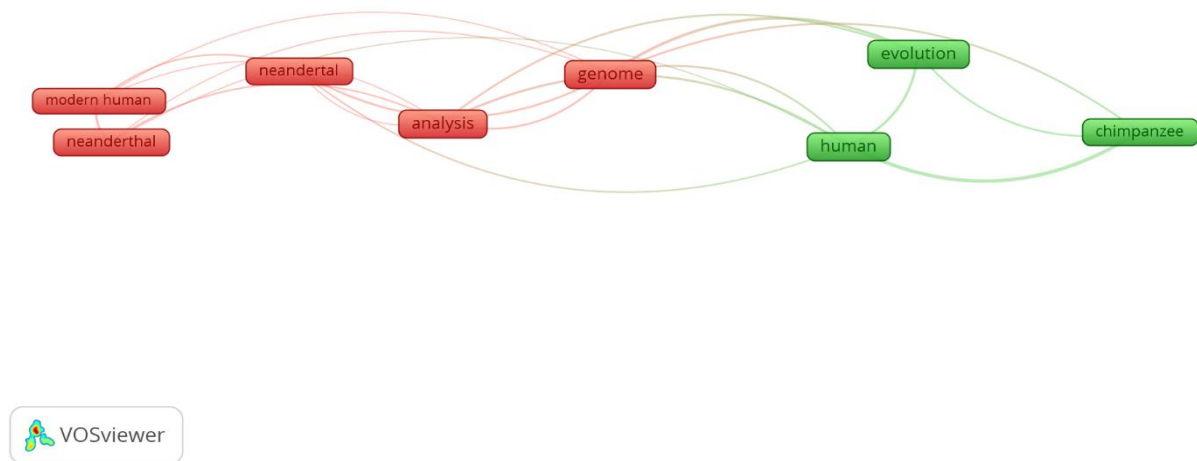 modern human
neanderthal
neandertal
analysis
genome
evolution
human
chimpanzee
VOSviewer